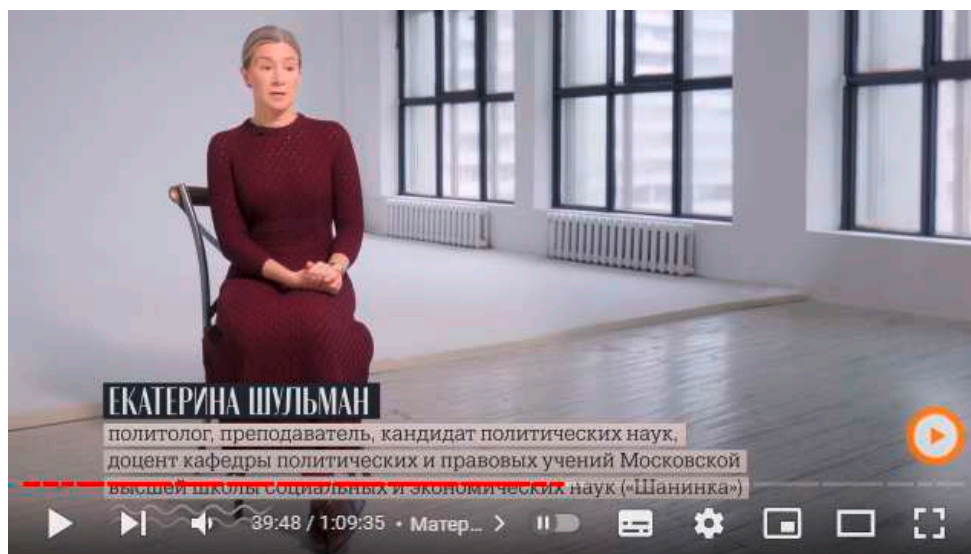 ЕКАТЕРИНА ШУЛЬМАН
политолог, преподаватель, кандидат политических наук,
доцент кафедры политических и правовых учений Московской
высшей школы социальных и экономических наук («Шанинка»)
39:48 / 1:09:35 • Матер... >